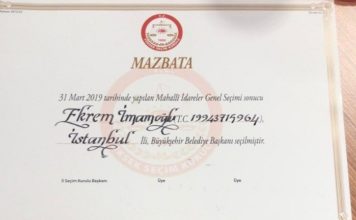 MAZBATA
31 Mart 2019 tarihinde yapılan Mahalli İdareler Genel Seçimi sonucu
Ekrem İmamoğlu (T.C.
İstanbul İli, Büyükşehir Belediye Başkanı seçilmiştir.
İl Seçim Kurulu Başkanı Üye Üye